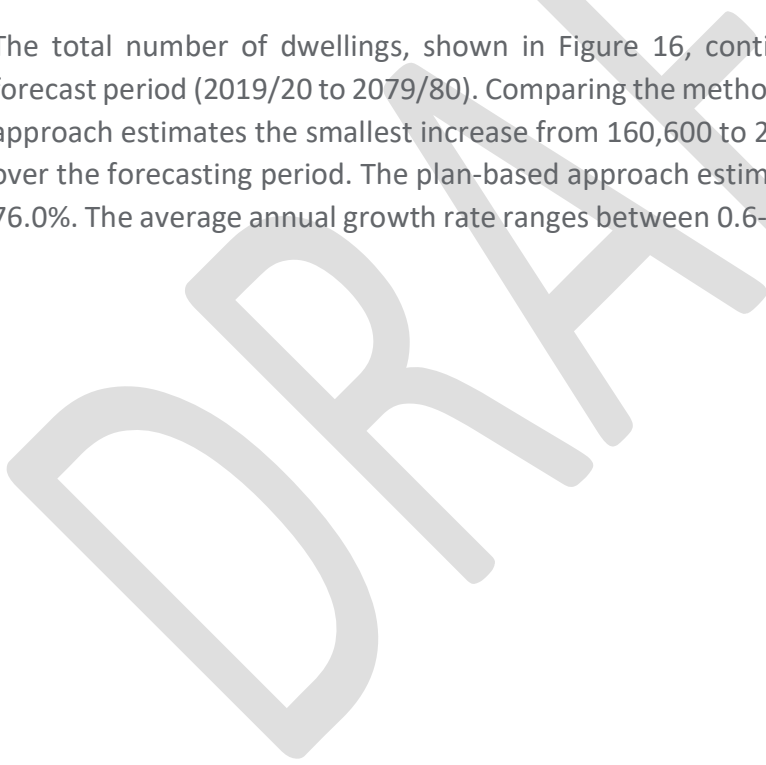 The total number of dwellings, shown in Figure 16, conti
forecast period (2019/20 to 2079/80). Comparing the metho
approach estimates the smallest increase from 160,600 to 2
over the forecasting period. The plan-based approach estim
76.0%. The average annual growth rate ranges between 0.6-
DRAF